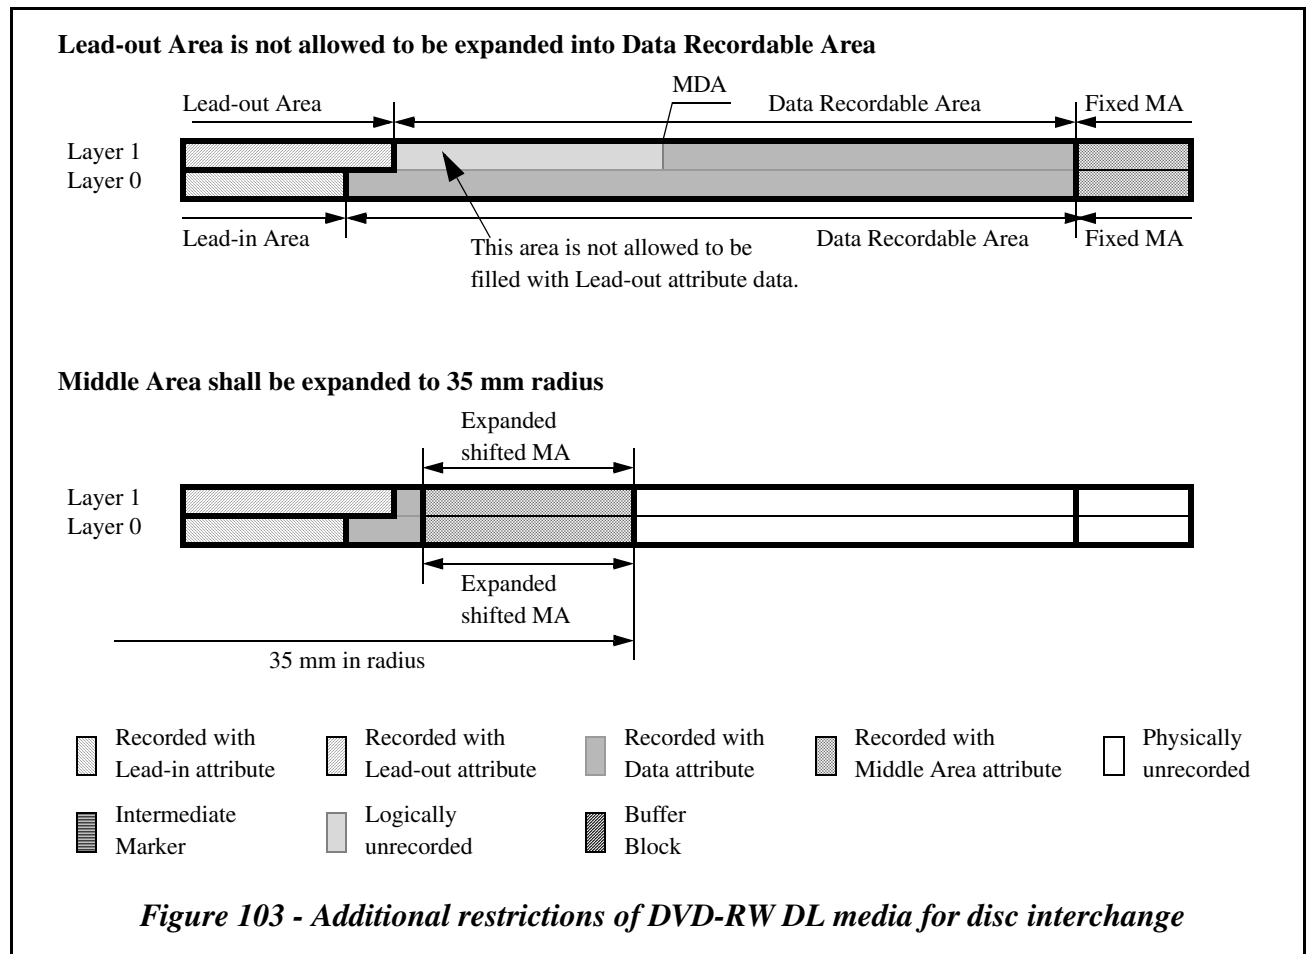 Lead-out Area is not allowed to be expanded into Data Recordable Area
MDA
Lead-out Area
Data Recordable Area
Fixed MA
Layer 1
Layer 0
Lead-in Area
Data Recordable Area
Fixed MA
This area is not allowed to be
filled with Lead-out attribute data.
Middle Area shall be expanded to 35 mm radius
Expanded
shifted MA
Layer 1
Layer 0
Expanded
shifted MA
35 mm in radius
Recorded with
Lead-in attribute
Recorded with
Lead-out attribute
Recorded with
Data attribute
Recorded with
Middle Area attribute
Physically
unrecorded
Intermediate
Marker
Logically
unrecorded
Buffer
Block
Figure 103 - Additional restrictions of DVD-RW DL media for disc interchange